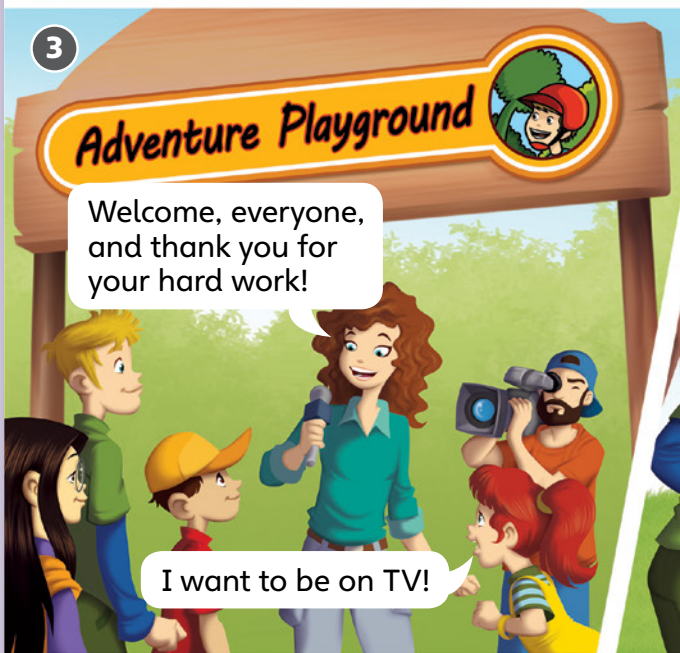 3
Adventure Playground
Welcome, everyone,
and thank you for
your hard work!
I want to be on TV!